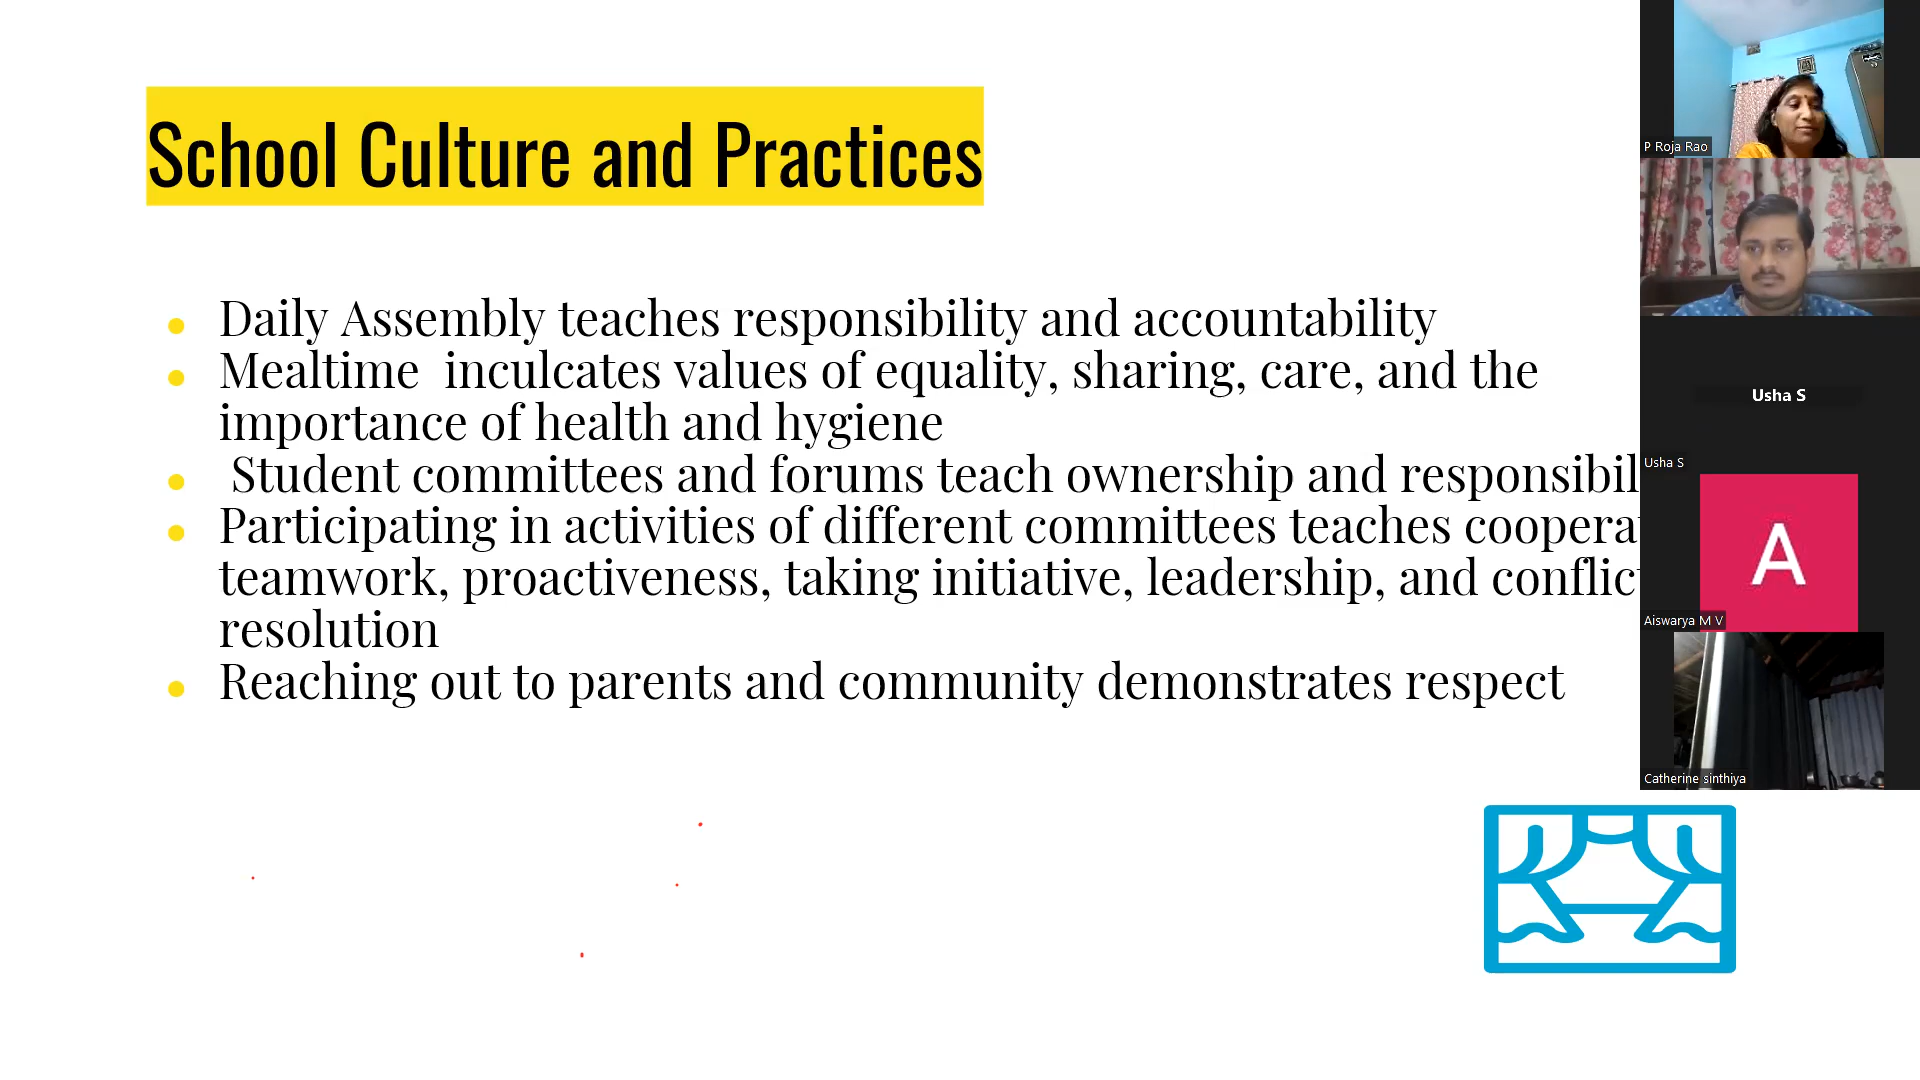 School Culture and Practices
Daily Assembly teaches responsibility and accountability
Mealtime inculcates values of equality, sharing, care, and the
importance of health and hygiene
Student committees and forums teach ownership and
Participating in activities of different committees teaches
teamwork, proactiveness, taking initiative, leadership, and
resolution
Reaching out to parents and community demonstrates respect
P Roja Rao
Usha S
Usha S
A
Aiswarya M V
Catherine sinthiya